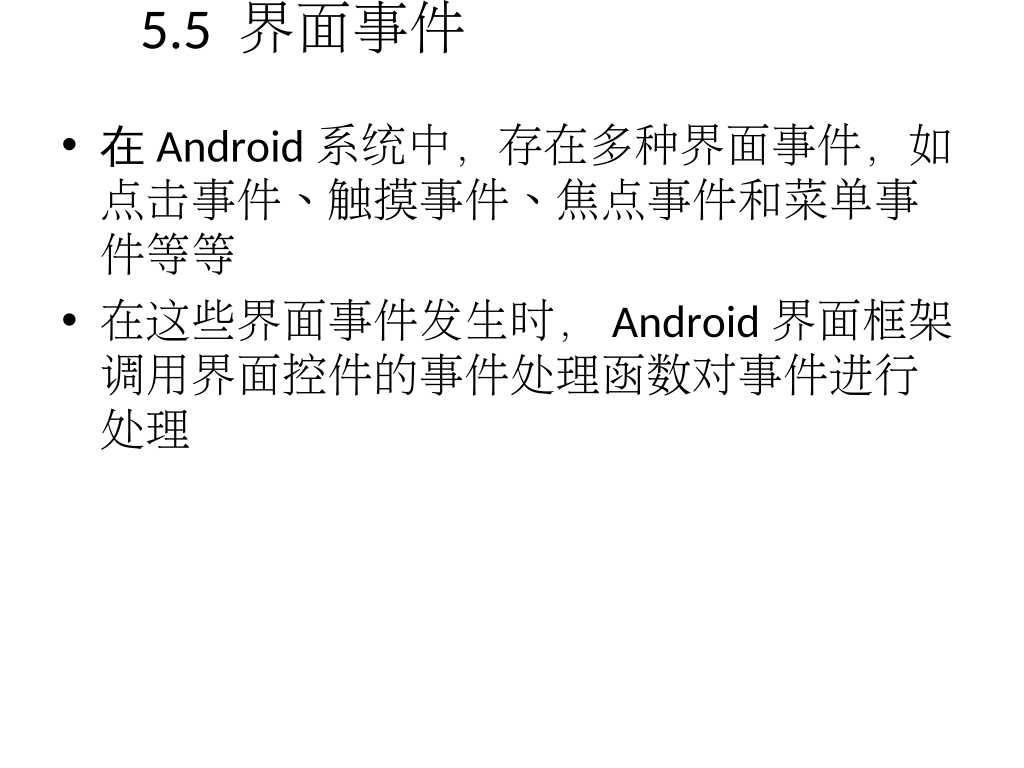 5.5 界面事件
• 在 Android 系统中，存在多种界面事件，如
点击事件、触摸事件、焦点事件和菜单事
件等等
• 在这些界面事件发生时， Android 界面框架
调用界面控件的事件处理函数对事件进行
处理